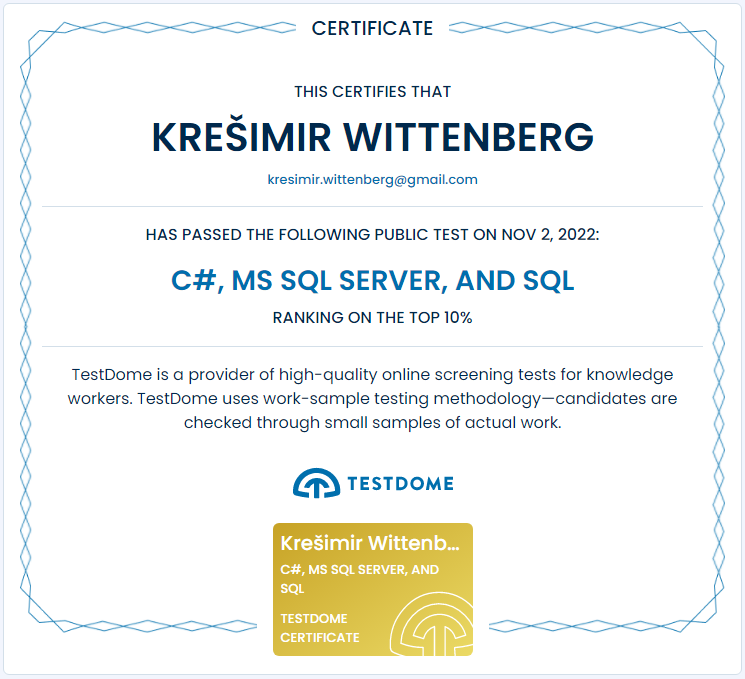 CERTIFICATE
THIS CERTIFIES THAT
KREŠIMIR WITTENBERG
kresimir.wittenberg@gmail.com
HAS PASSED THE FOLLOWING PUBLIC TEST ON NOV 2, 2022:
C#, MS SQL SERVER, AND SQL
RANKING ON THE TOP 10%
TestDome is a provider of high-quality online screening tests for knowledge
workers. TestDome uses work-sample testing methodology—candidates are
checked through small samples of actual work.
TESTDOME
Krešimir Wittenb...
C#, MS SQL SERVER, AND
SQL
TESTDOME
CERTIFICATE